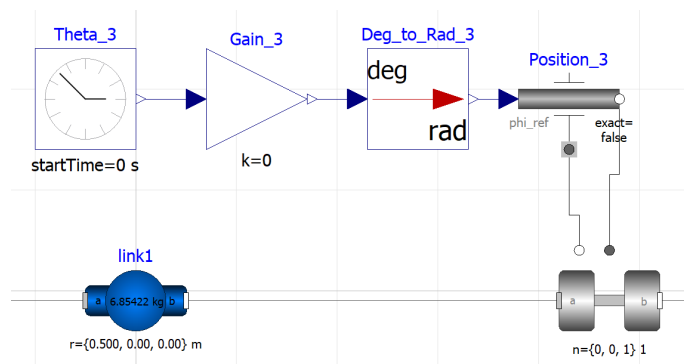 Theta_3
Gain_3
Deg_to_Rad_3
Position_3
deg
rad
phi_ref
exact=
false
startTime=0 s
k=0
link1
a
6.85422 kg
b
r={0.500, 0.00, 0.00} m
a
b
n={0, 0, 1} 1